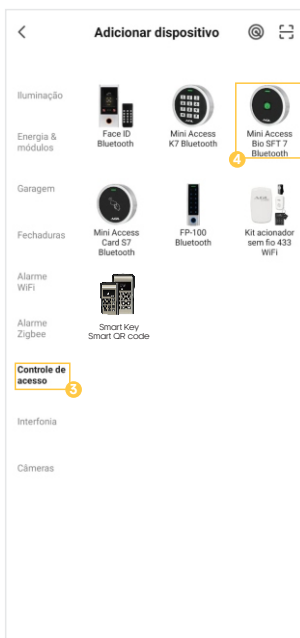 Adicionar dispositivo
Iluminação
Energia &
módulos
Garagem
Fechaduras
Alarme
WiFi
Alarme
Zigbee
Controle de
acesso
3
Interfonia
Câmeras
Face ID
Bluetooth
Mini Access
K7 Bluetooth
Mini Access
Bio SFT 7
Bluetooth
4
Mini Access
Card S7
Bluetooth
FP-100
Bluetooth
Kit acionador
sem fio 433
WiFi
Smart Key
Smart QR code